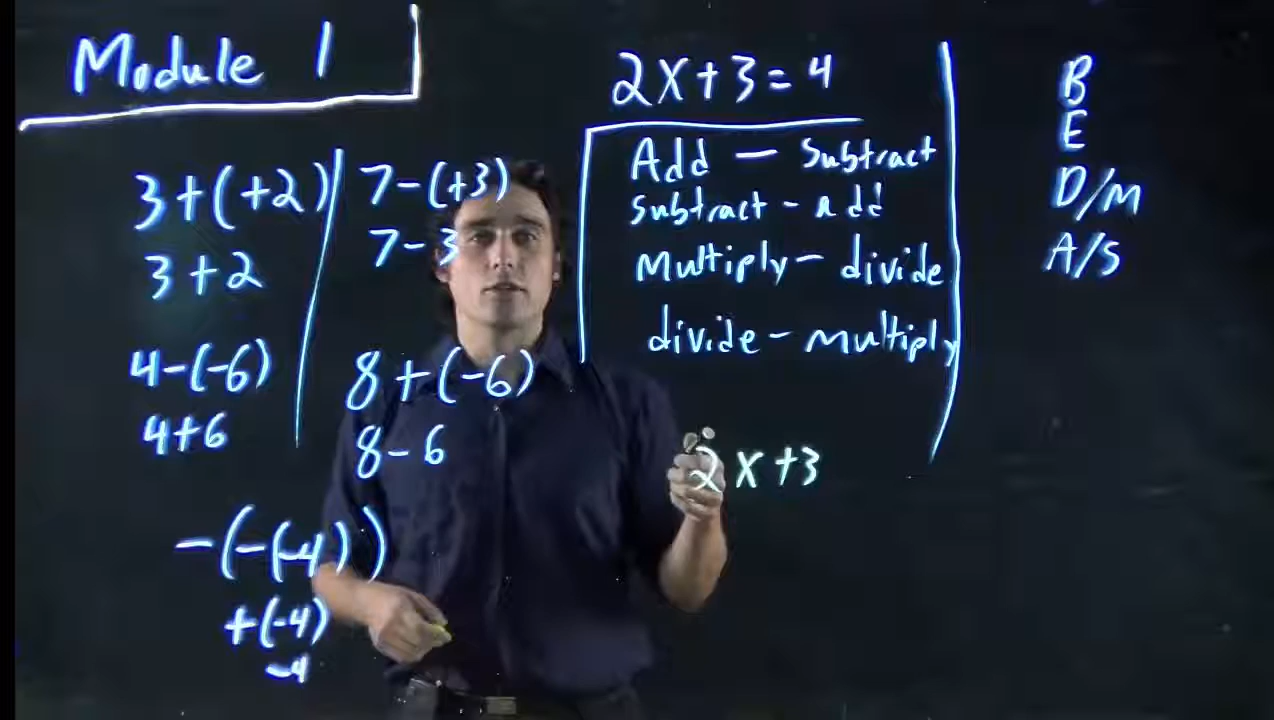 Module 1
3+(+2)
3+2
4-(-6)
4+6
-(-(-4))
+(-4)
-4
7-(+3)
7-3
8+(-6)
8-6
2x+3=4
Add - Subtract
Subtract - add
Multiply - divide
divide - multiply
2x+3
B
E
D/M
A/S